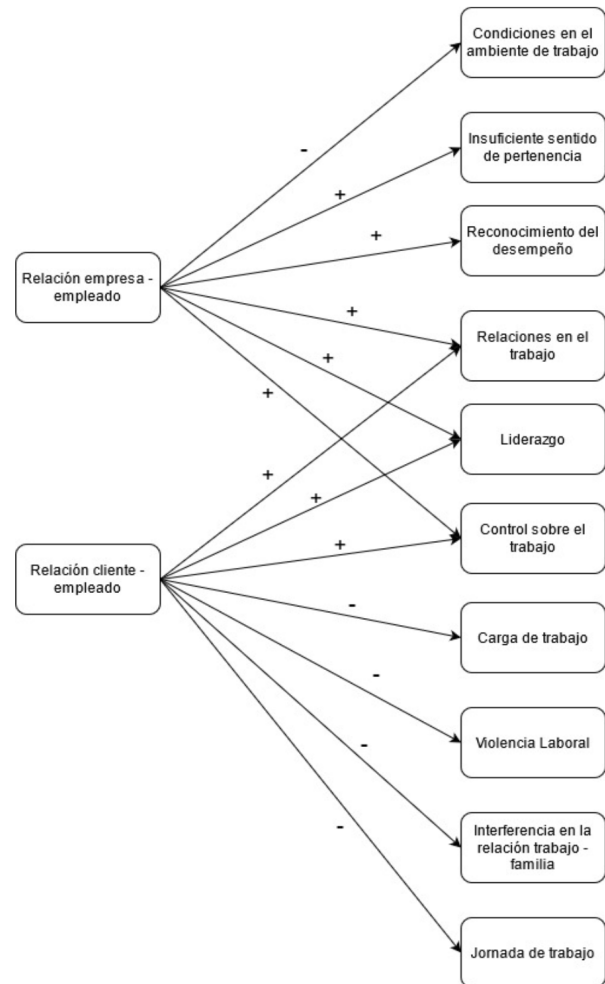 Condiciones en el
ambiente de trabajo
-
Insuficiente sentido
de pertenencia
+
Reconocimiento del
desempeño
+
Relación empresa -
empleado
+
Relaciones en el
trabajo
+
+
Liderazgo
+
+
Control sobre el
trabajo
+
Relación cliente -
empleado
-
Carga de trabajo
-
Violencia Laboral
-
Interferencia en la
relación trabajo -
familia
-
Jornada de trabajo